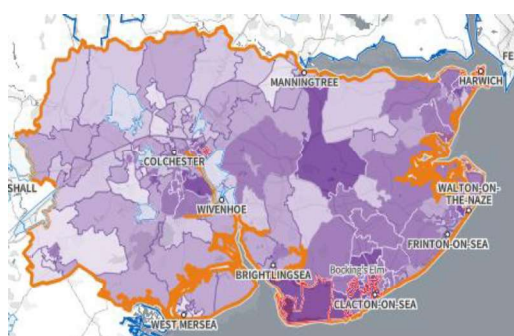 FE
MANNINGTREE
HARWICH
COLCHESTER
SHALL
WALTON-ON-
THE-NAZE
WIVENHOE
FRINTON-ON-SEA
Bocking's Elm
BRIGHTLINGSEA
CLACTON-ON-SEA
WEST MERSEA